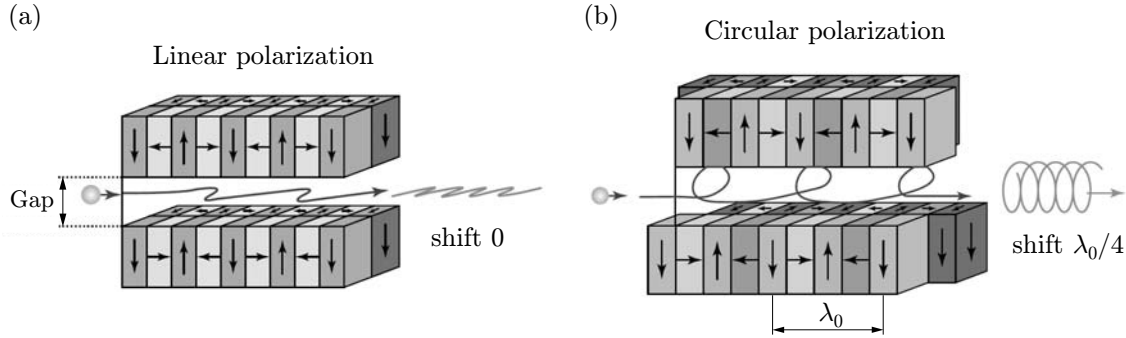 (a)
Linear polarization
Gap
shift 0
(b)
Circular polarization
shift λ₀/4
λ₀